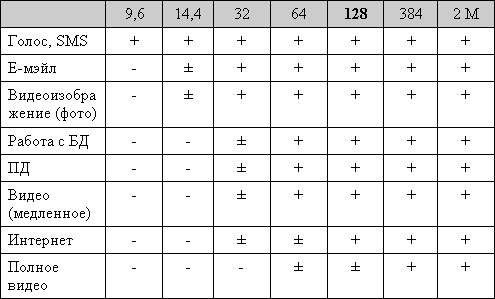 9,6 14,4 32 64 128 384 2 М
Голос, SMS + + + + + + +
Е-мэйл - ± + + + + +
Видеоизобра
жение (фото) - ± + + + + +
Работа с БД - - ± + + + +
ПД - - ± + + + +
Видео
(медленное) - - ± + + + +
Интернет - - ± ± + + +
Полное
видео - - - ± ± + +